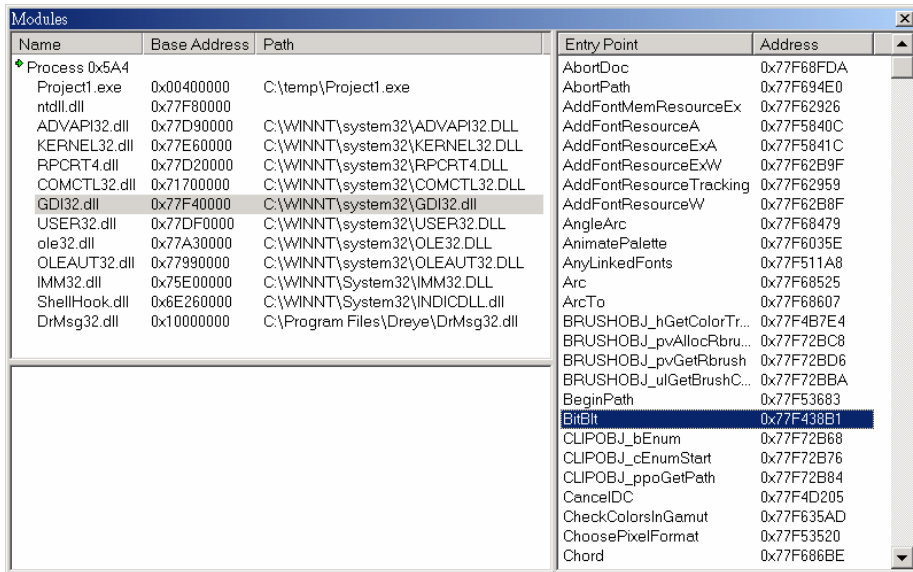 Modules
Name Base Address Path
Process 0x5A4
Project1.exe 0x00400000 C:\temp\Project1.exe
ntdll.dll 0x77F80000
ADVAPI32.dll 0x77D90000 C:\WINNT\system32\ADVAPI32.DLL
KERNEL32.dll 0x77E60000 C:\WINNT\system32\KERNEL32.DLL
RPCRT4.dll 0x77D20000 C:\WINNT\system32\RPCRT4.DLL
COMCTL32.dll 0x71700000 C:\WINNT\system32\COMCTL32.DLL
GDI32.dll 0x77F40000 C:\WINNT\system32\GDI32.dll
USER32.dll 0x77DF0000 C:\WINNT\system32\USER32.DLL
ole32.dll 0x77A30000 C:\WINNT\system32\OLE32.DLL
OLEAUT32.dll 0x77990000 C:\WINNT\system32\OLEAUT32.DLL
IMM32.dll 0x75E00000 C:\WINNT\System32\IMM32.DLL
ShellHook.dll 0x6E260000 C:\WINNT\System32\INDICDLL.dll
DrMsg32.dll 0x10000000 C:\Program Files\Dreye\DrMsg32.dll
Entry Point Address
AbortDoc 0x77F68FDA
AbortPath 0x77F694E0
AddFontMemResourceEx 0x77F62926
AddFontResourceA 0x77F5840C
AddFontResourceExA 0x77F5841C
AddFontResourceExW 0x77F62B9F
AddFontResourceTracking 0x77F62959
AddFontResourceW 0x77F62B8F
AngleArc 0x77F68479
AnimatePalette 0x77F6035E
AnyLinkedFonts 0x77F511A8
Arc 0x77F68525
ArcTo 0x77F68607
BRUSHOBJ_hGetColorTr... 0x77F4B7E4
BRUSHOBJ_pvAllocRbru... 0x77F72BC8
BRUSHOBJ_pvGetRbrush 0x77F72BD6
BRUSHOBJ_ulGetBrushC... 0x77F72BBA
BeginPath 0x77F53683
BitBlt 0x77F438B1
CLIPOBJ_bEnum 0x77F72B68
CLIPOBJ_cEnumStart 0x77F72B76
CLIPOBJ_ppoGetPath 0x77F72B84
CancelDC 0x77F4D205
CheckColorsInGamut 0x77F635AD
ChoosePixelFormat 0x77F53520
Chord 0x77F686BE